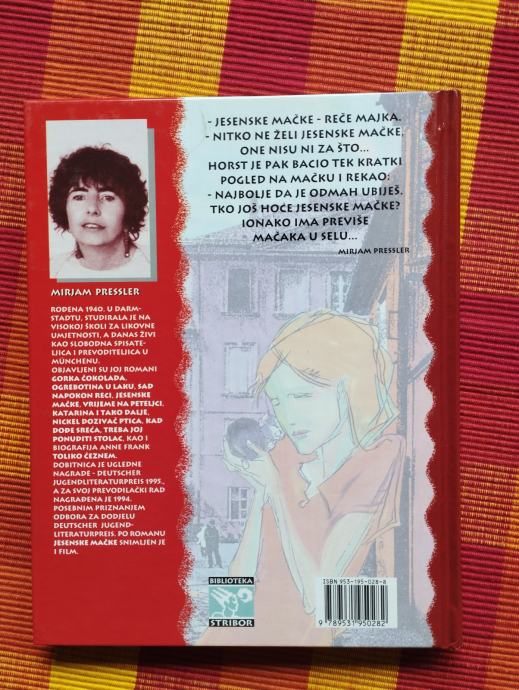 - JESENSKE MAČKE - REČE MAJKA.
- NITKO NE ŽELI JESENSKE MAČKE,
ONE NISU NI ZA ŠTO...
HORST JE PAK BACIO TEK KRATKI
POGLED NA MAČKU I REKAO:
- NAJBOLJE DA JE ODMAH UBIJEŠ.
TKO JOŠ HOĆE JESENSKE MAČKE?
IONAKO IMA PREVIŠE
MAČAKA U SELU...
MIRJAM PRESSLER
MIRJAM PRESSLER
ROĐENA 1940. U DARM-
STADTU, STUDIRALA JE NA
VISOKOJ ŠKOLI ZA LIKOVNE
UMJETNOSTI, A DANAS ŽIVI
KAO SLOBODNA SPISATE-
LJICA I PREVODITELJICA U
MÜNCHENU.
OBJAVLJENI SU JOJ ROMANI
GORKA ČOKOLADA,
OGREBOTINA U LAKU, SAD
NAPOKON RECI, JESENSKE
MAČKE, VRIJEME NA PETELJCI,
KATARINA I TAKO DALJE,
NICKEL DOZIVAČ PTICA, KAD
DOĐE SREĆA, TREBA JOJ
PONUDITI STOLAC, KAO I
BIOGRAFIJA ANNE FRANK
TOLIKO ČEZNEM.
DOBITNICA JE UGLEDNE
NAGRADE - DEUTSCHER
JUGENDLITERATURPREIS 1995.,
A ZA SVOJ PREVODILAČKI RAD
NAGRAĐENA JE 1994.
POSEBNIM PRIZNANJEM
ODBORA ZA DODJELU
DEUTSCHER JUGEND-
LITERATURPREIS. PO ROMANU
JESENSKE MAČKE SNIMLJEN JE
I FILM.
BIBLIOTEKA
STRIBOR
ISBN 953-195-028-8
9 789531 950282